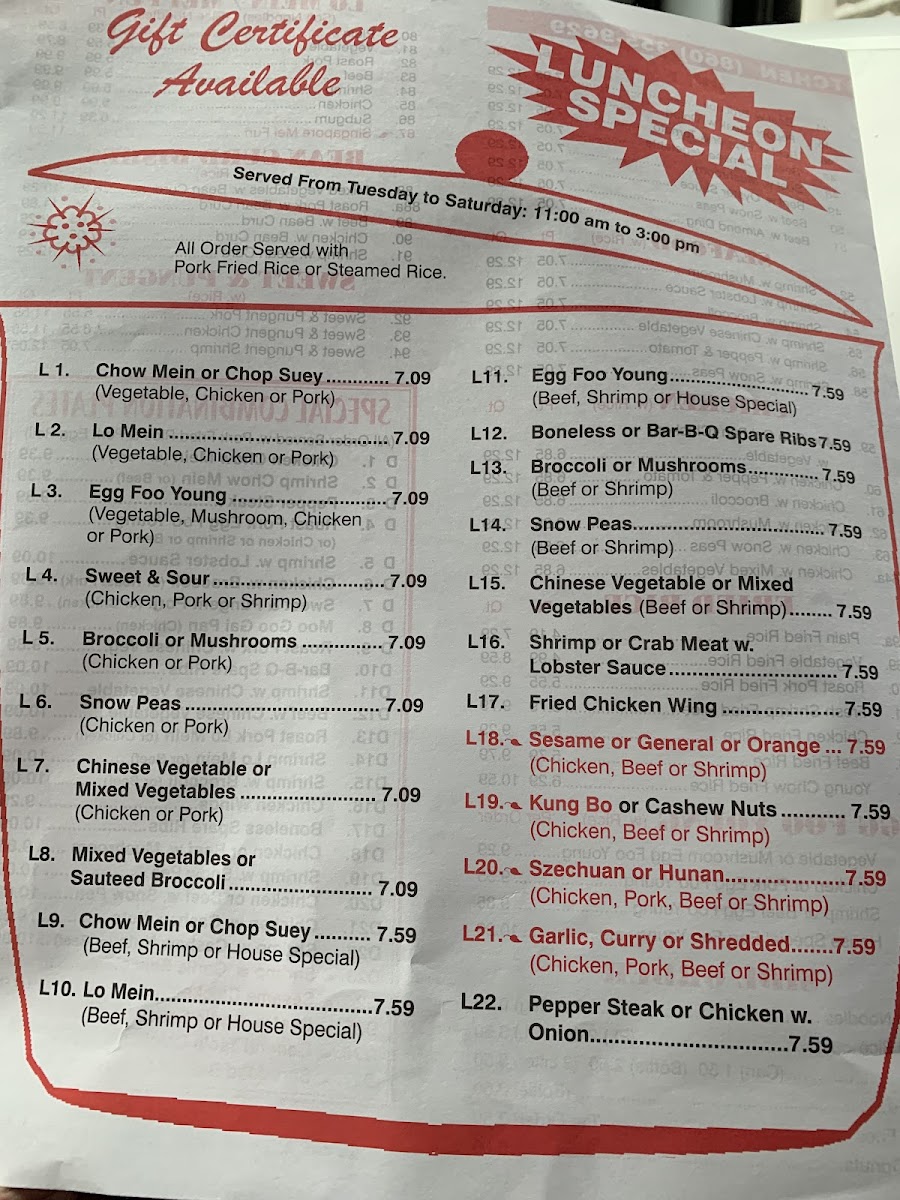 Gift Certificate
Available
LUNCHEON
SPECIAL
Served From Tuesday to Saturday: 11:00 am to 3:00 pm
All Order Served with
Pork Fried Rice or Steamed Rice.
L 1. Chow Mein or Chop Suey ............ 7.09
(Vegetable, Chicken or Pork)
L 2. Lo Mein ........................................ 7.09
(Vegetable, Chicken or Pork)
L 3. Egg Foo Young ............................ 7.09
(Vegetable, Mushroom, Chicken
or Pork)
L 4. Sweet & Sour ................................ 7.09
(Chicken, Pork or Shrimp)
L 5. Broccoli or Mushrooms ............... 7.09
(Chicken or Pork)
L 6. Snow Peas .................................... 7.09
(Chicken or Pork)
L 7. Chinese Vegetable or
Mixed Vegetables ......................... 7.09
(Chicken or Pork)
L8. Mixed Vegetables or
Sauteed Broccoli .......................... 7.09
L9. Chow Mein or Chop Suey .......... 7.59
(Beef, Shrimp or House Special)
L10. Lo Mein.......................................7.59
(Beef, Shrimp or House Special)
L11. Egg Foo Young..........................7.59
(Beef, Shrimp or House Special)
L12. Boneless or Bar-B-Q Spare Ribs 7.59
L13. Broccoli or Mushrooms............. 7.59
(Beef or Shrimp)
L14. Snow Peas.................................. 7.59
(Beef or Shrimp)
L15. Chinese Vegetable or Mixed
Vegetables (Beef or Shrimp)........ 7.59
L16. Shrimp or Crab Meat w.
Lobster Sauce .............................. 7.59
L17. Fried Chicken Wing ..................... 7.59
L18. Sesame or General or Orange ... 7.59
(Chicken, Beef or Shrimp)
L19. Kung Bo or Cashew Nuts ........... 7.59
(Chicken, Beef or Shrimp)
L20. Szechuan or Hunan.....................7.59
(Chicken, Pork, Beef or Shrimp)
L21. Garlic, Curry or Shredded.......7.59
(Chicken, Pork, Beef or Shrimp)
L22. Pepper Steak or Chicken w.
Onion.................................7.59